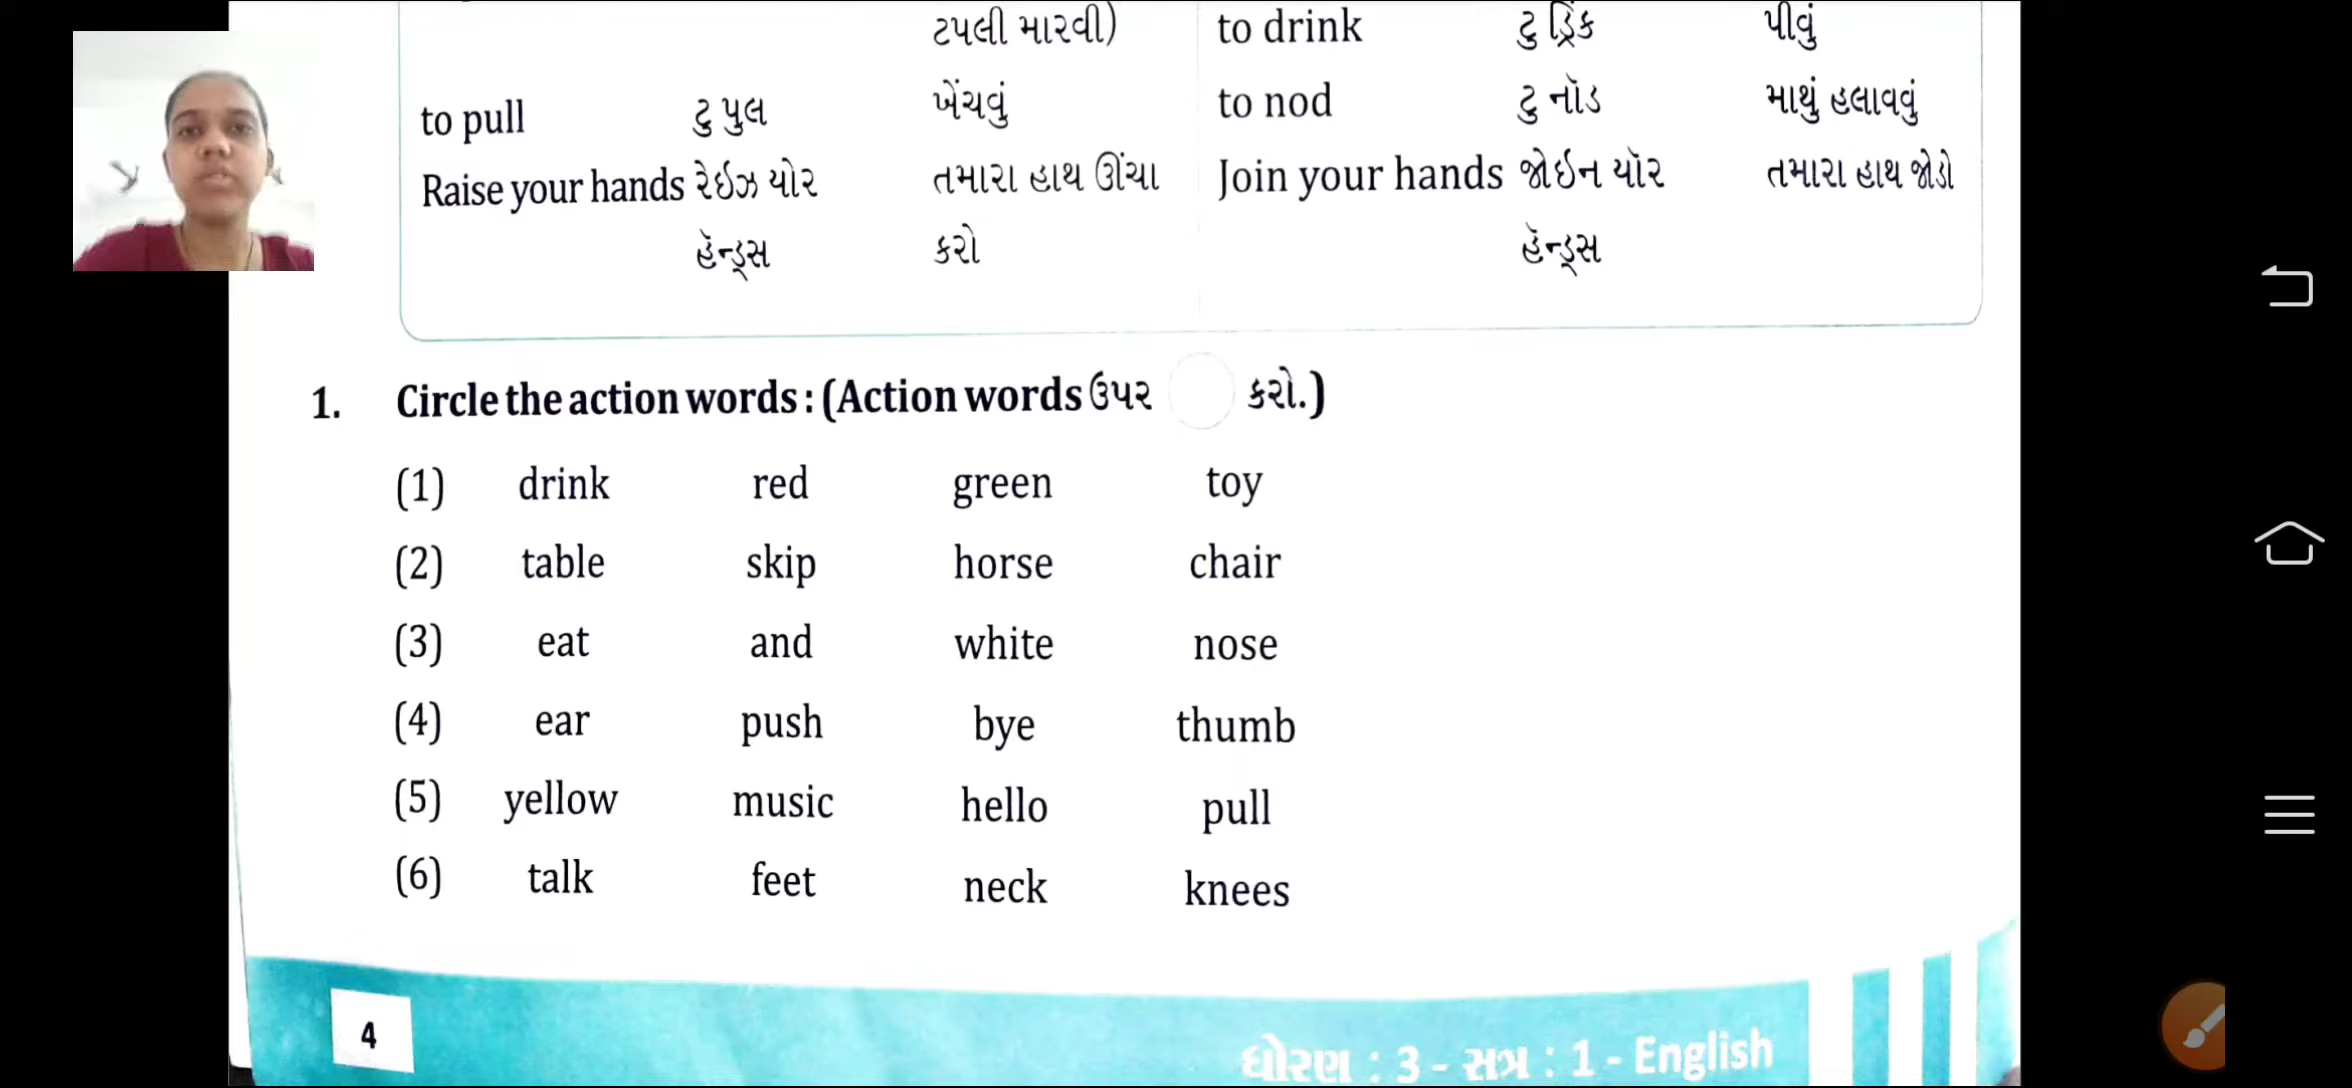 ટપલી મારવી) to drink ટુ ડ્રિંક પીવું
to pull ટુ પુલ ખેંચવું to nod ટુ નૉડ માથું હલાવવું
Raise your hands રેઇઝ યોર તમારા હાથ ઊંચા Join your hands જોઇન યૉર તમારા હાથ જોડો
હૅન્ડ્સ કરો હૅન્ડ્સ
1. Circle the action words : (Action words ઉપર કરો.)
(1) drink red green toy
(2) table skip horse chair
(3) eat and white nose
(4) ear push bye thumb
(5) yellow music hello pull
(6) talk feet neck knees
4 ધોરણ : 3 - સત્ર : 1 - English